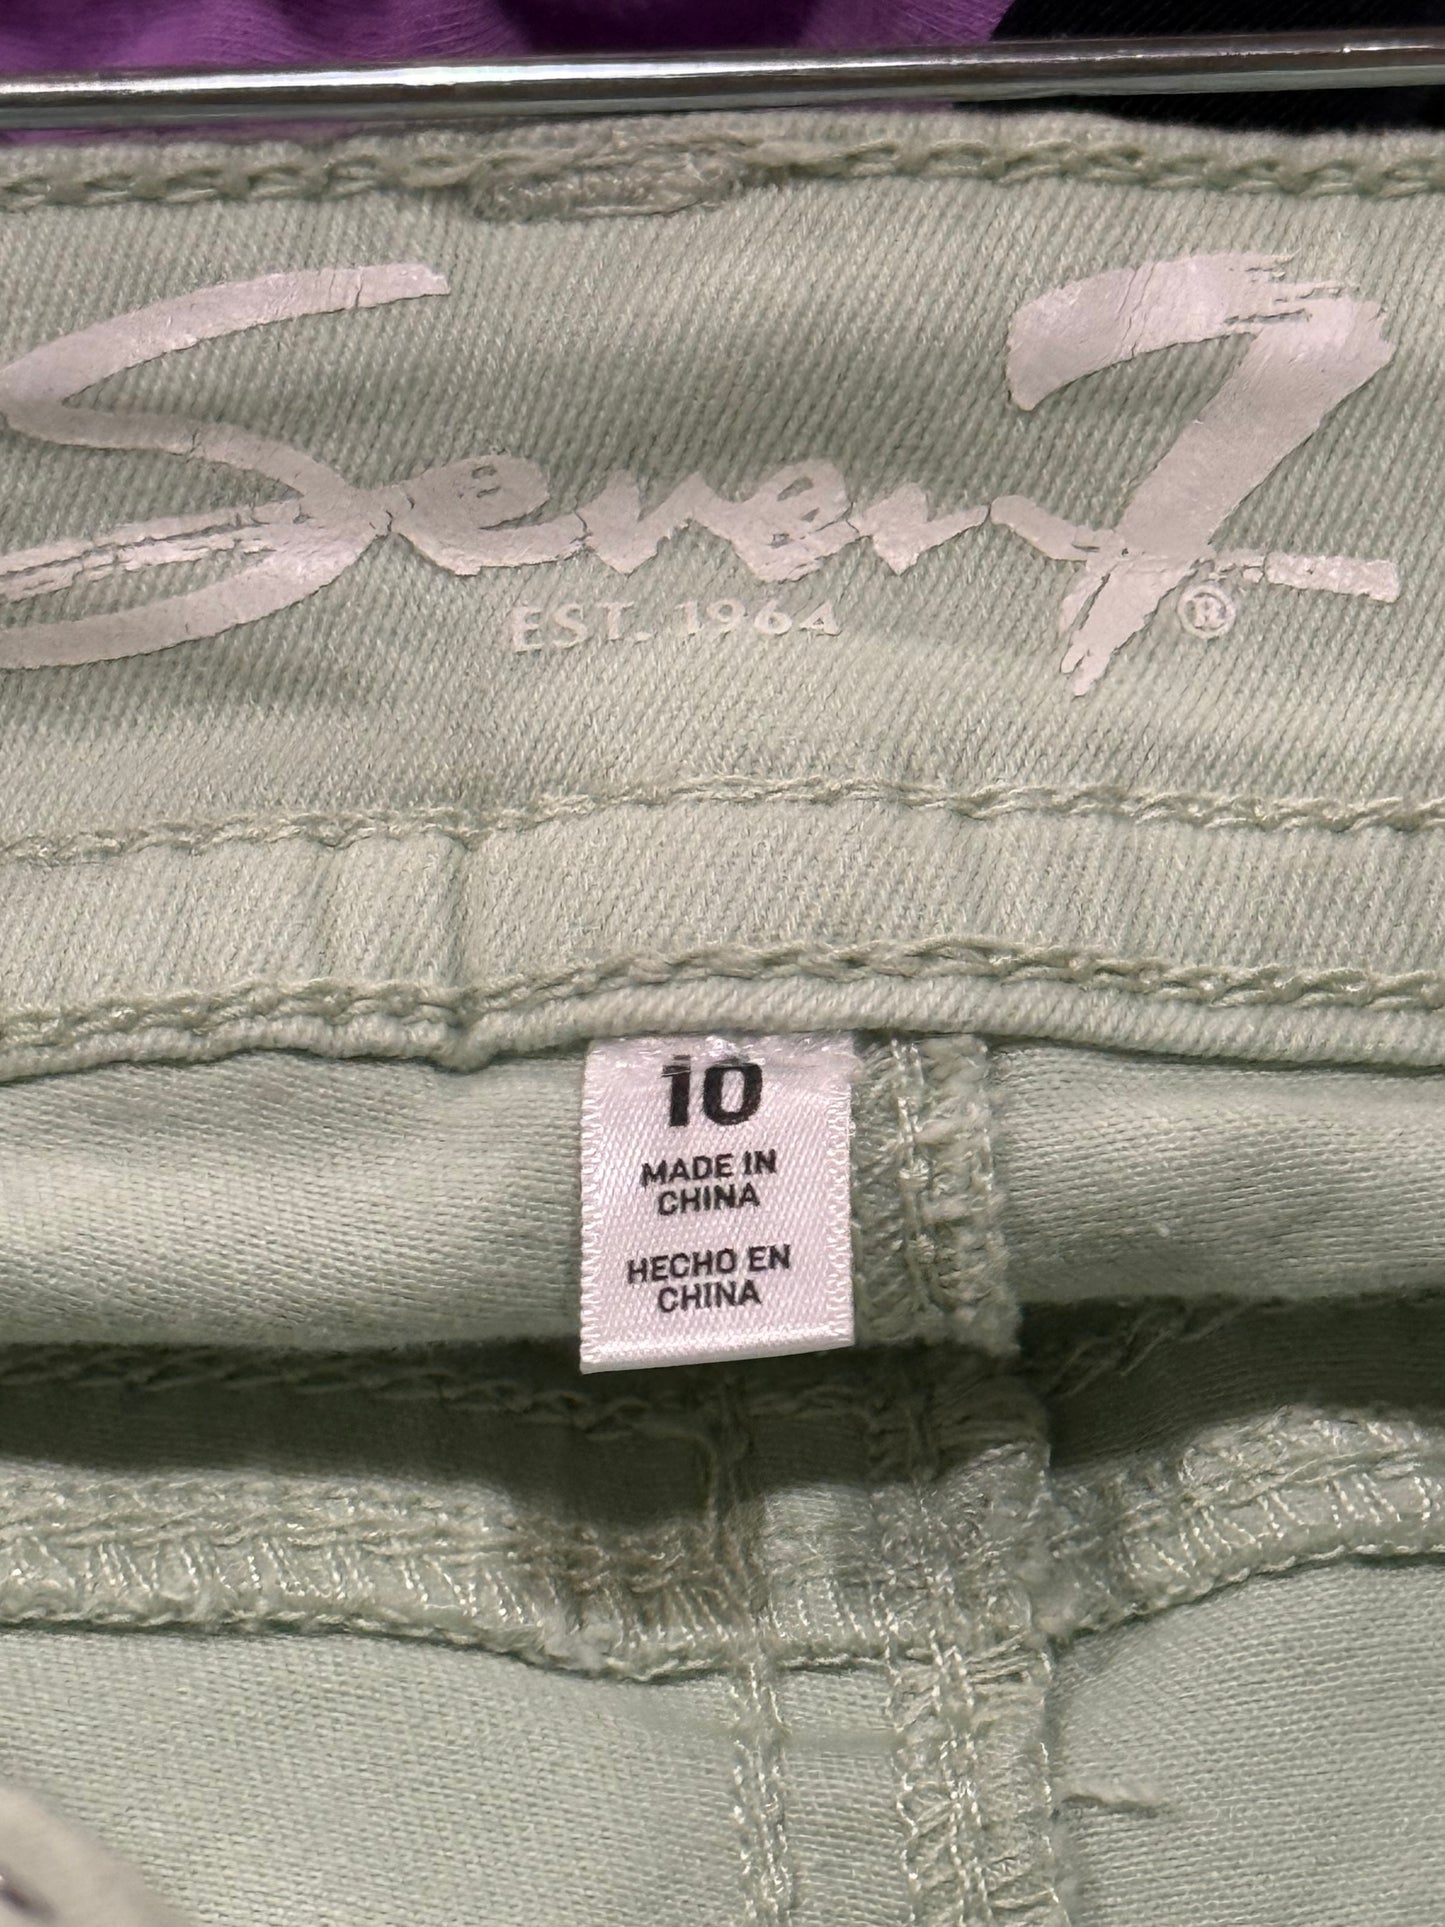 Seven7®
EST. 1964
10
MADE IN
CHINA
HECHO EN
CHINA